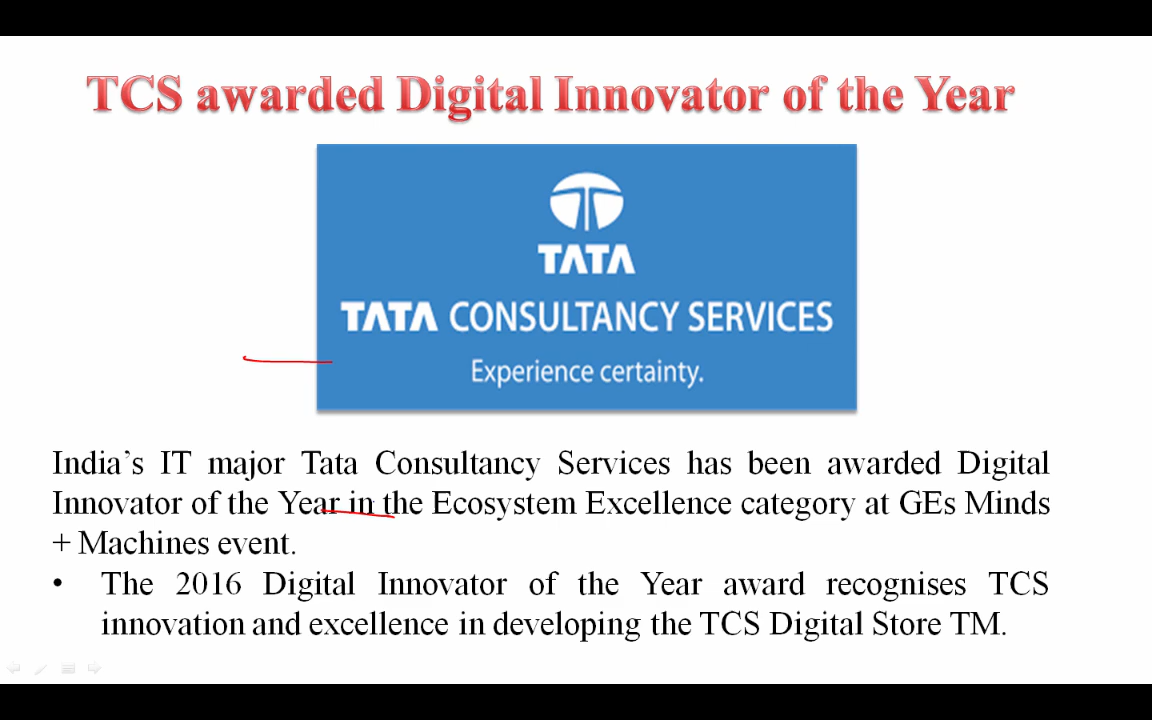 TCS awarded Digital Innovator of the Year
TATA
TATA CONSULTANCY SERVICES
Experience certainty.
India’s IT major Tata Consultancy Services has been awarded Digital
Innovator of the Year in the Ecosystem Excellence category at GEs Minds
+ Machines event.
• The 2016 Digital Innovator of the Year award recognises TCS
innovation and excellence in developing the TCS Digital Store TM.